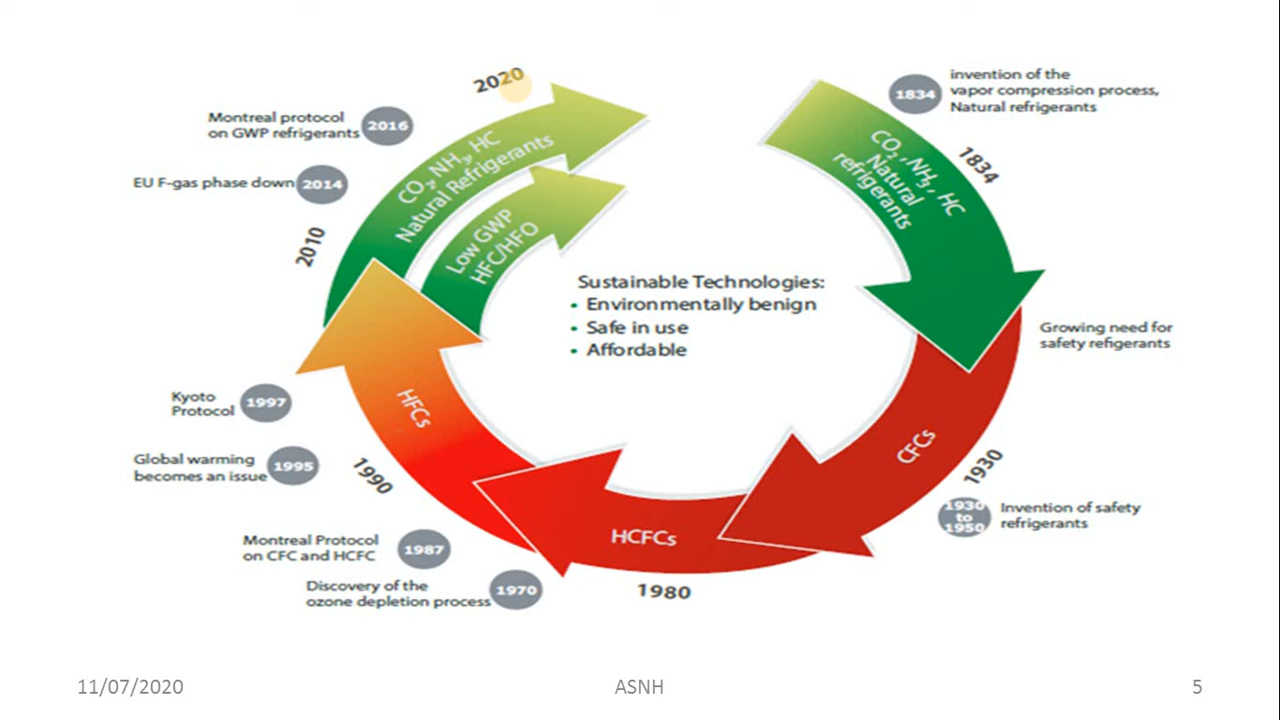 invention of the
vapor compression process,
Natural refrigerants
1834
1834
CO₂, NH₃, HC
Natural
refrigerants
Growing need for
safety refigerants
CFCs
1930
1930
to
1950
Invention of safety
refrigerants
HCFCs
1980
Discovery of the
ozone depletion process
1970
Montreal Protocol
on CFC and HCFC
1987
1990
HFCs
Global warming
becomes an issue
1995
Kyoto
Protocol
1997
2010
EU F-gas phase down
2014
Montreal protocol
on GWP refrigerants
2016
2020
CO₂, NH₃, HC
Natural Refrigerants
Low GWP
HFC/HFO
Sustainable Technologies:
• Environmentally benign
• Safe in use
• Affordable
11/07/2020
ASNH
5